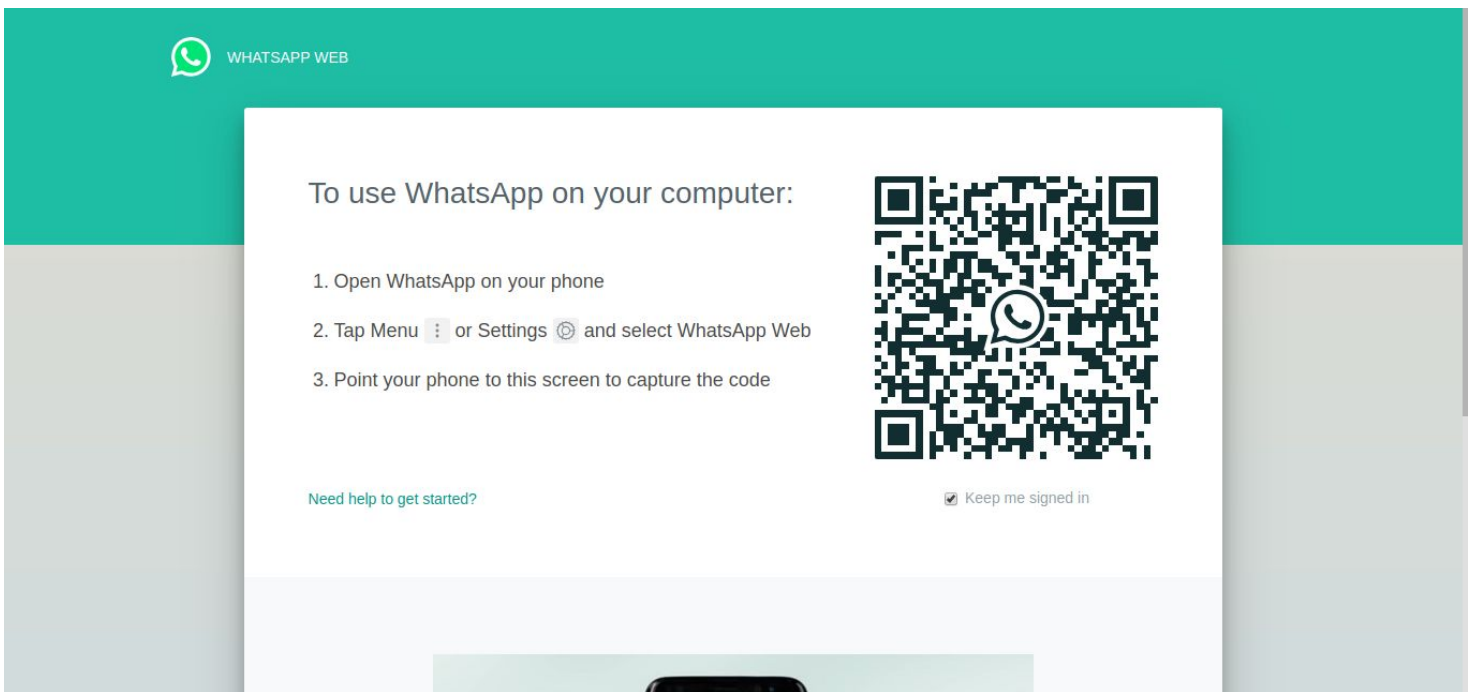 WHATSAPP WEB
To use WhatsApp on your computer:
1. Open WhatsApp on your phone
2. Tap Menu or Settings and select WhatsApp Web
3. Point your phone to this screen to capture the code
Need help to get started?
Keep me signed in